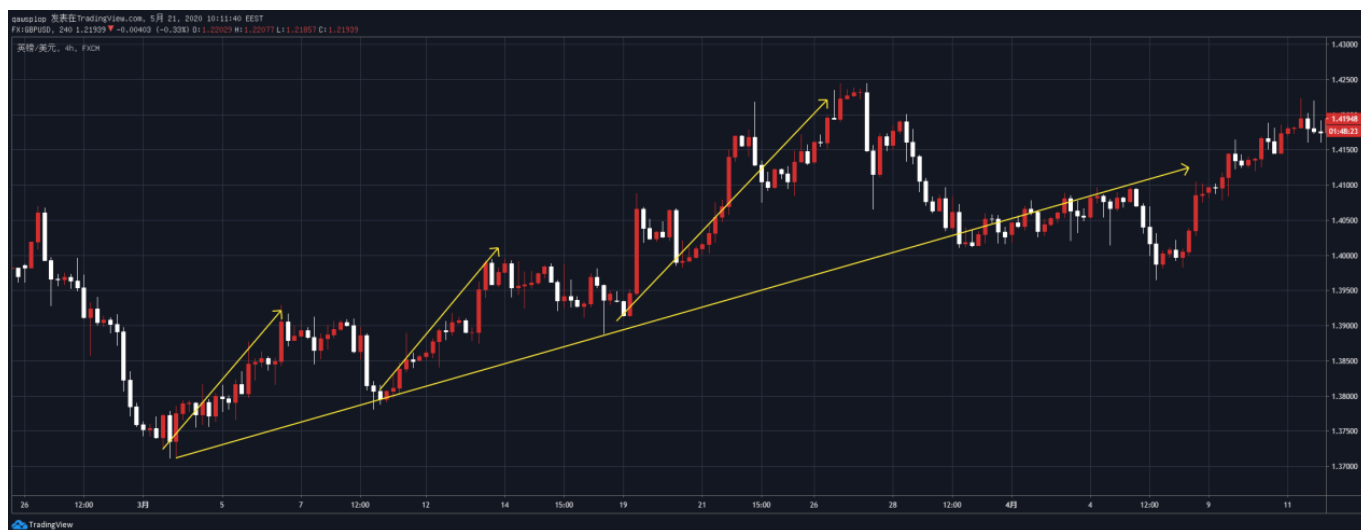 qauspiop 发表在TradingView.com, 5月 21, 2020 10:11:40 EEST
FX:GBPUSD, 240 1.21939 ▼ -0.00403 (-0.33%) O:1.22029 H:1.22077 L:1.21857 C:1.21939
英镑/美元, 4h, FXCM
1.43000
1.42500
1.41948
01:48:23
1.41500
1.41000
1.40500
1.40000
1.39500
1.39000
1.38500
1.38000
1.37500
1.37000
26 12:00 3月 5 7 12:00 12 14 15:00 19 21 15:00 26 28 12:00 4月 4 12:00 9 11
TradingView